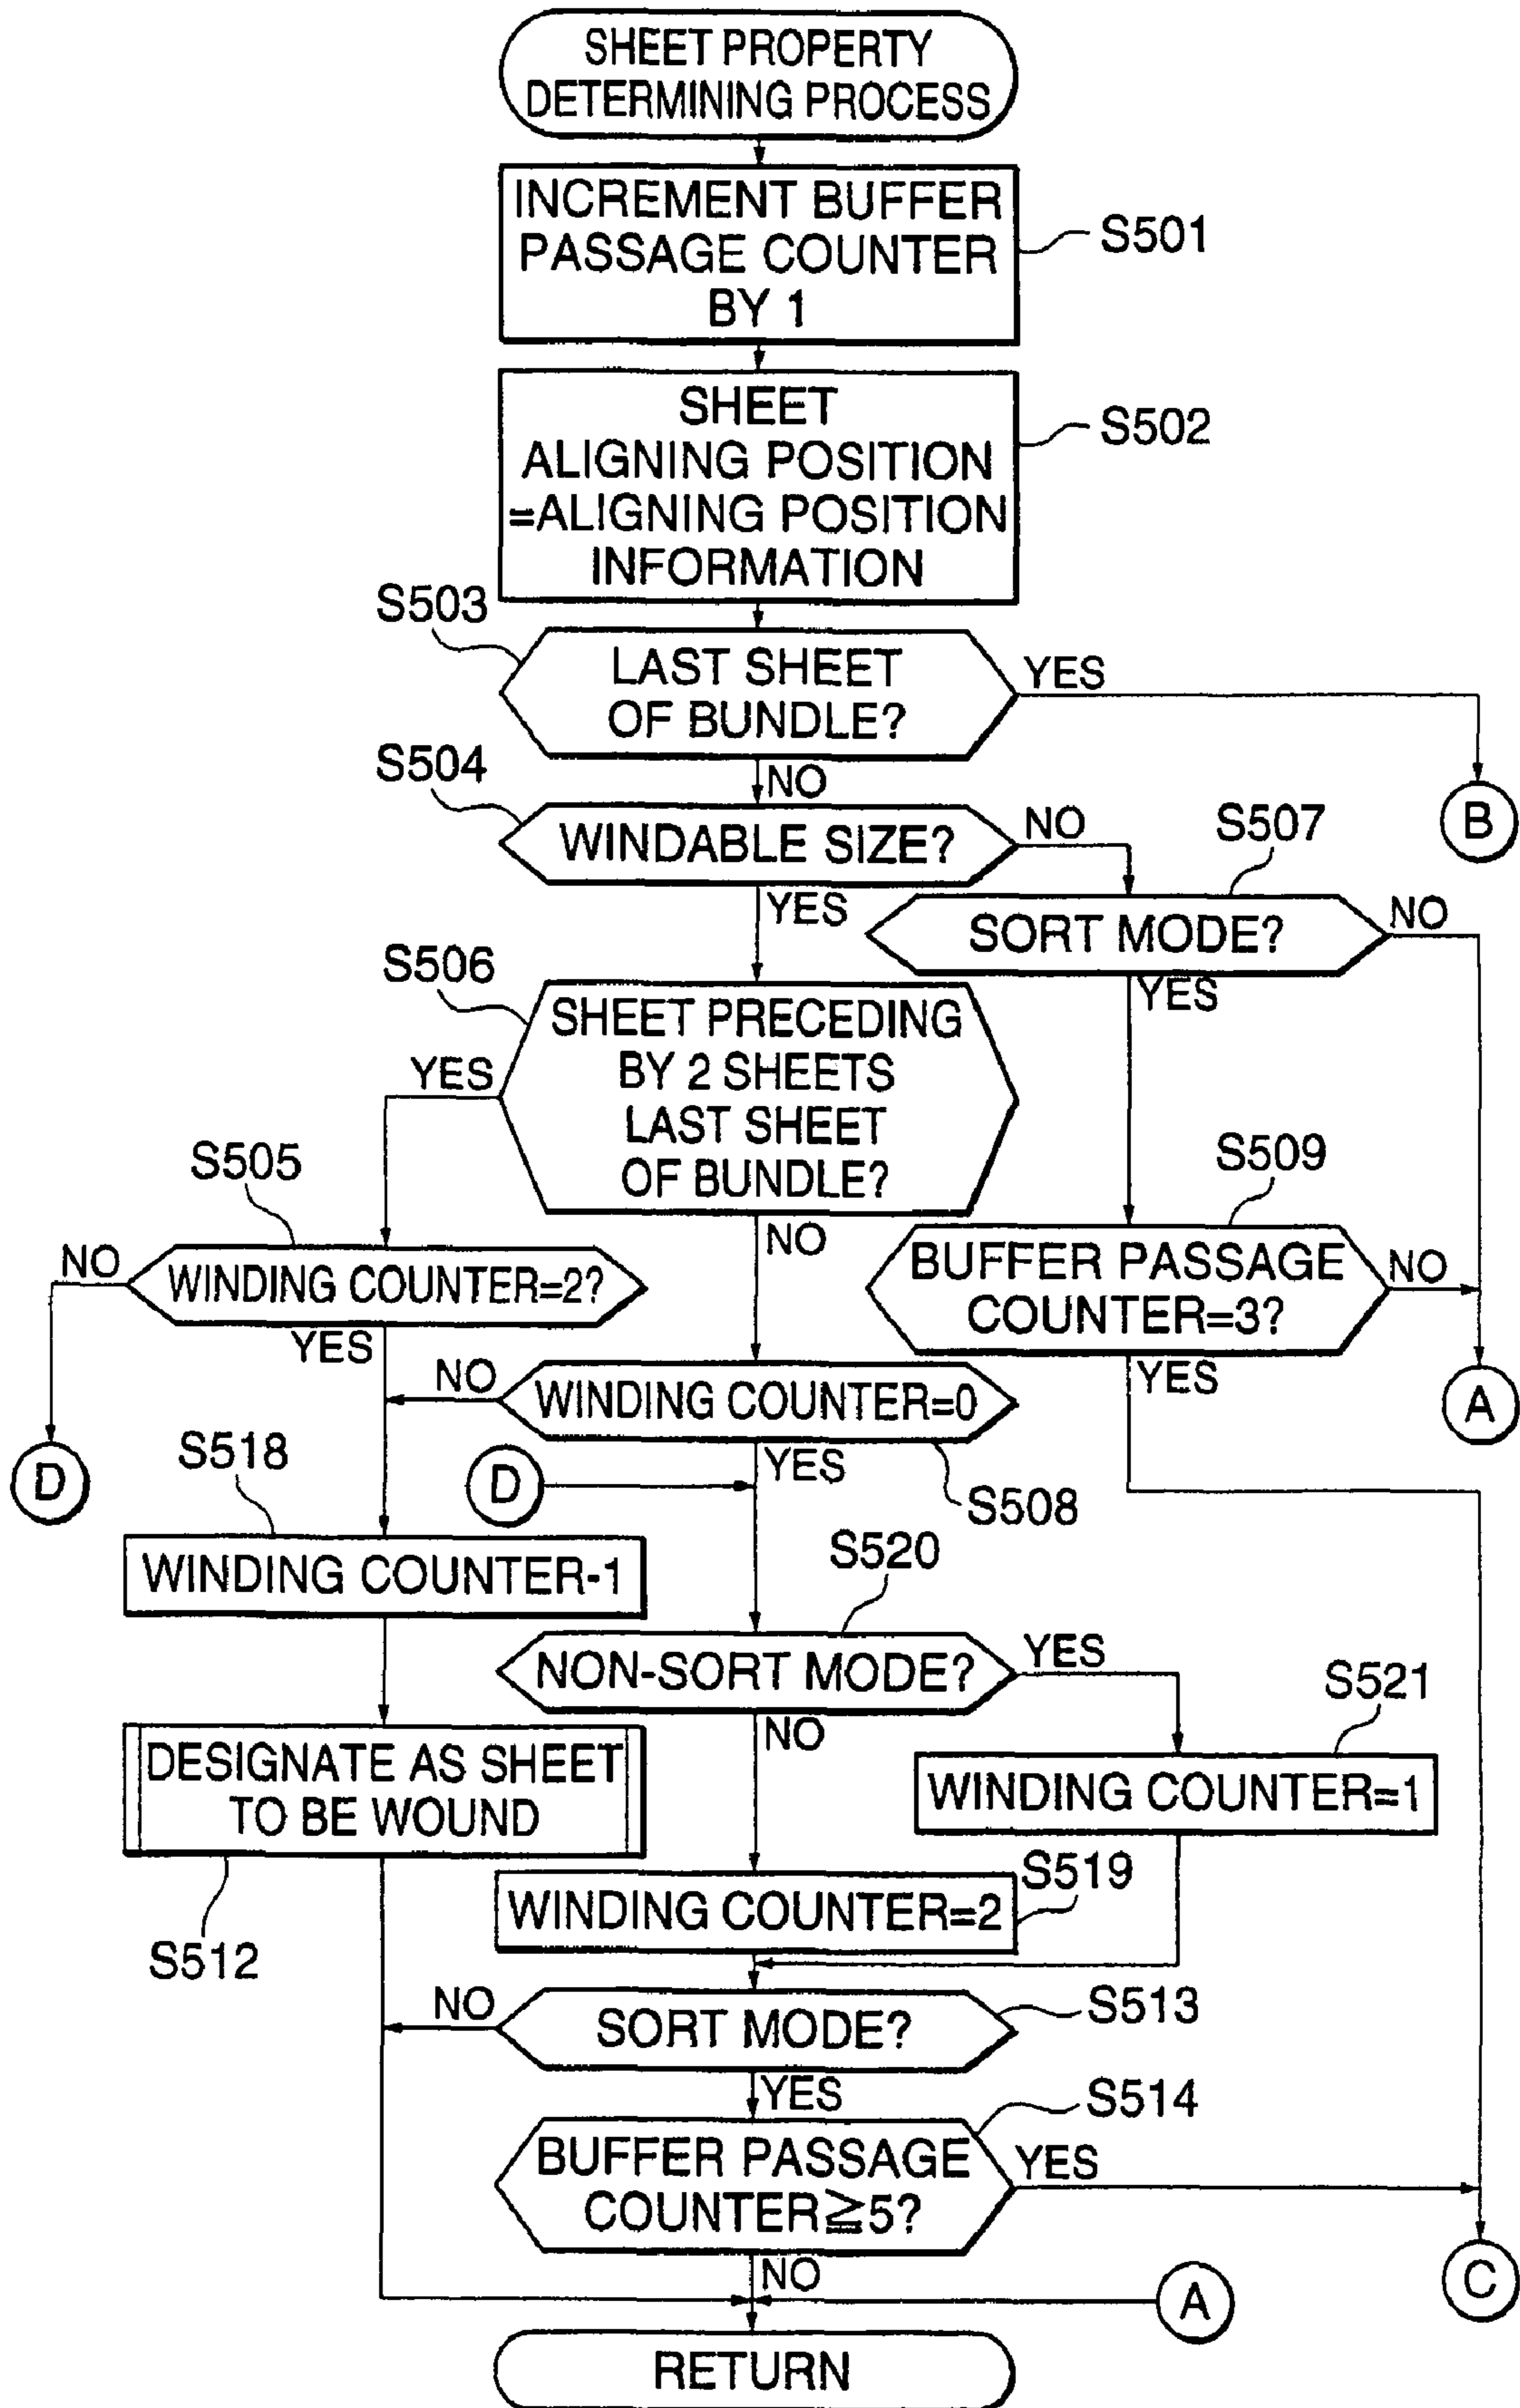 SHEET PROPERTY
DETERMINING PROCESS
INCREMENT BUFFER
PASSAGE COUNTER
BY 1
S501
SHEET
ALIGNING POSITION
=ALIGNING POSITION
INFORMATION
S502
S503
LAST SHEET
OF BUNDLE?
YES
NO
B
S504
WINDABLE SIZE?
NO
YES
S507
SORT MODE?
NO
YES
S506
SHEET PRECEDING
BY 2 SHEETS
LAST SHEET
OF BUNDLE?
YES
NO
S505
WINDING COUNTER=2?
NO
YES
D
S509
BUFFER PASSAGE
COUNTER=3?
NO
YES
A
WINDING COUNTER=0
NO
YES
S508
D
S518
WINDING COUNTER-1
S520
NON-SORT MODE?
YES
NO
S521
WINDING COUNTER=1
DESIGNATE AS SHEET
TO BE WOUND
S512
S519
WINDING COUNTER=2
SORT MODE?
NO
YES
S513
S514
BUFFER PASSAGE
COUNTER≧5?
YES
NO
C
A
RETURN